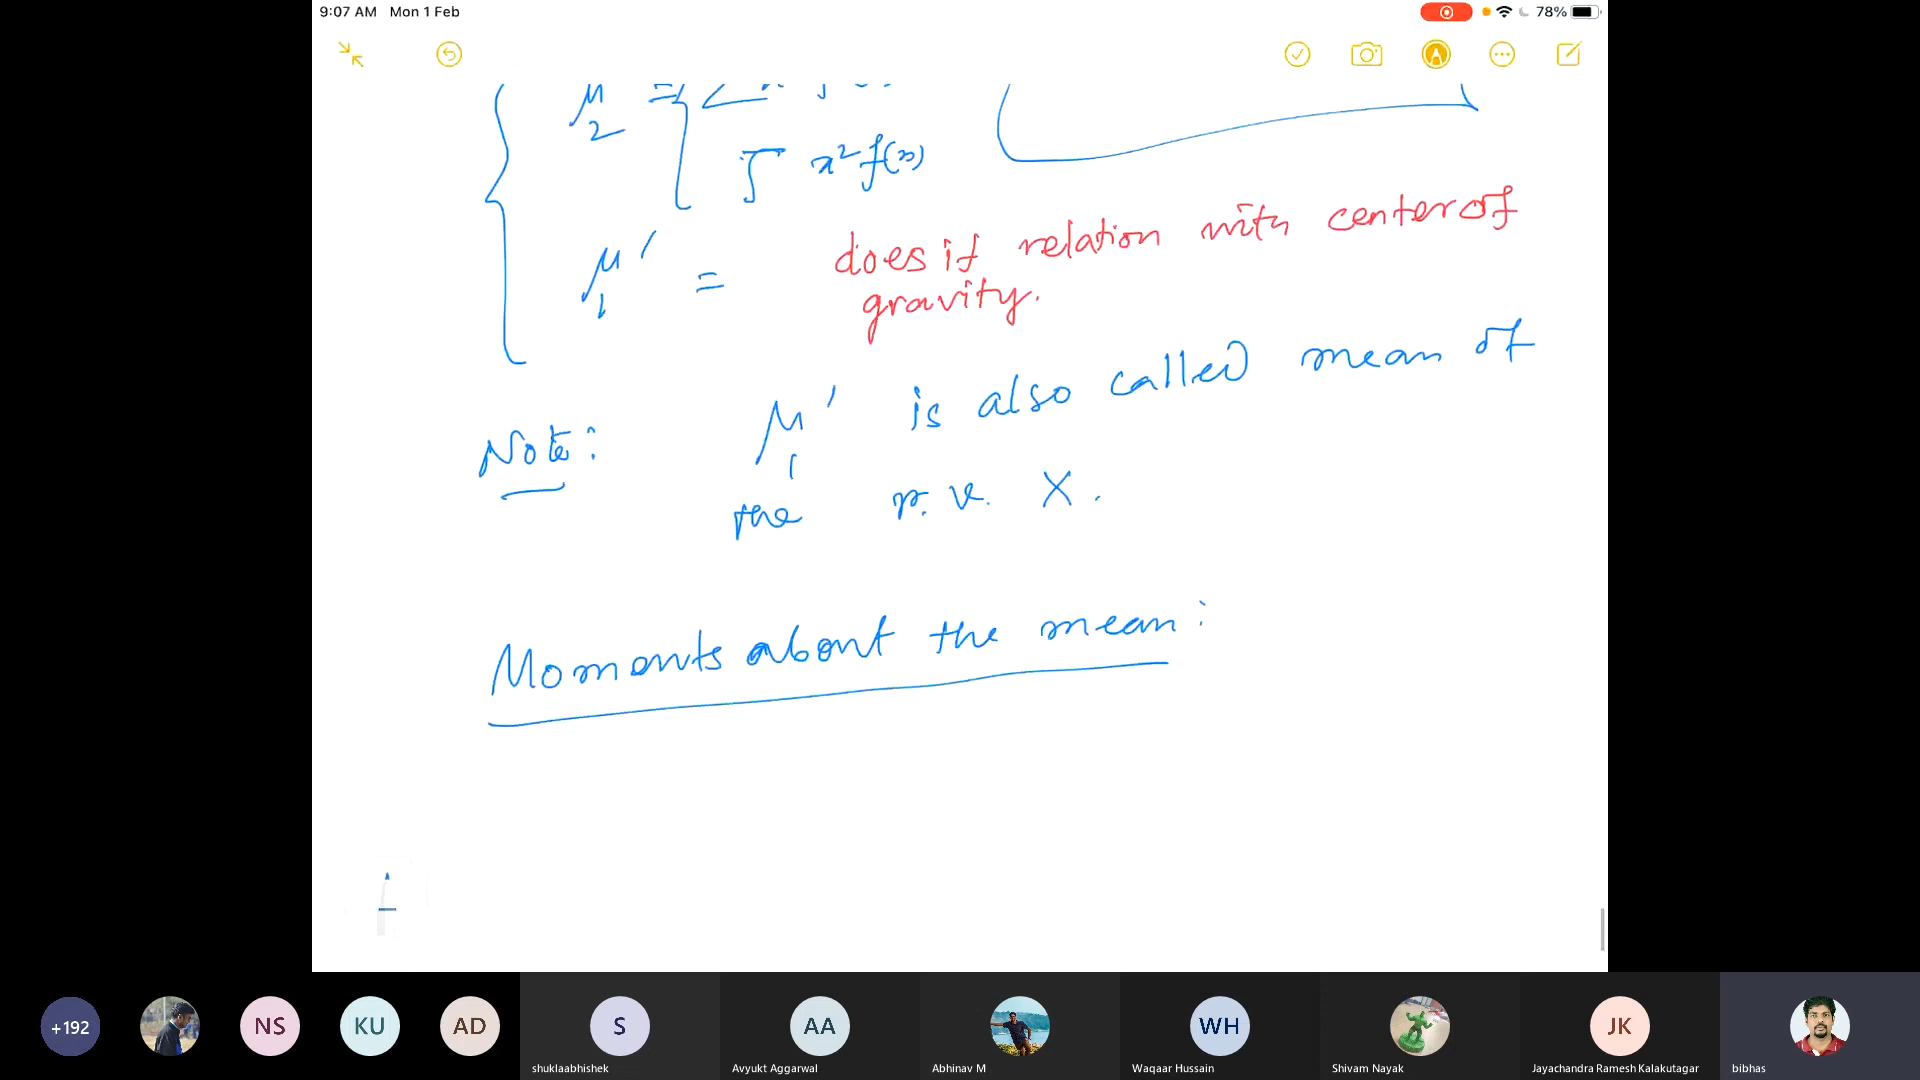 9:07 AM Mon 1 Feb
78%
μ2 =
∫ x² f(x)
μ1' =
does it relation with center of
gravity.
Note: μ1' is also called mean of
the r.v. X.
Moments about the mean:
+192
NS
KU
AD
S
AA
WH
JK
shuklaabhishek
Avyukt Aggarwal
Abhinav M
Waqaar Hussain
Shivam Nayak
Jayachandra Ramesh Kalakutagar
bibhas